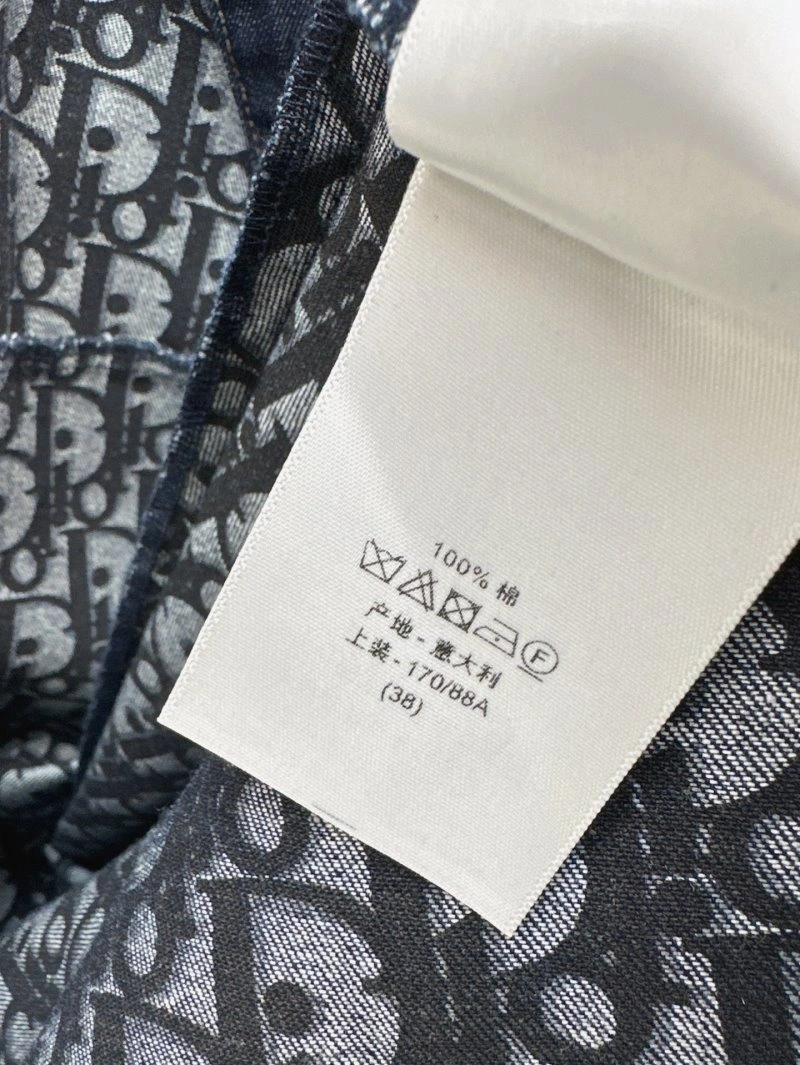 100% 棉
F
产地 - 意大利
上装 - 170/88A
(38)
Dior